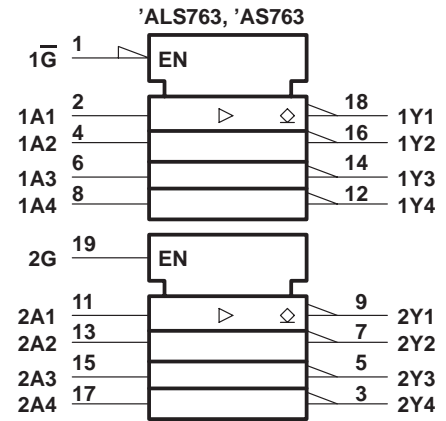 'ALS763, 'AS763
1G̅ 1 EN
1A1 2 ▷ ◇ 18 1Y1
1A2 4 16 1Y2
1A3 6 14 1Y3
1A4 8 12 1Y4
2G 19 EN
2A1 11 ▷ ◇ 9 2Y1
2A2 13 7 2Y2
2A3 15 5 2Y3
2A4 17 3 2Y4